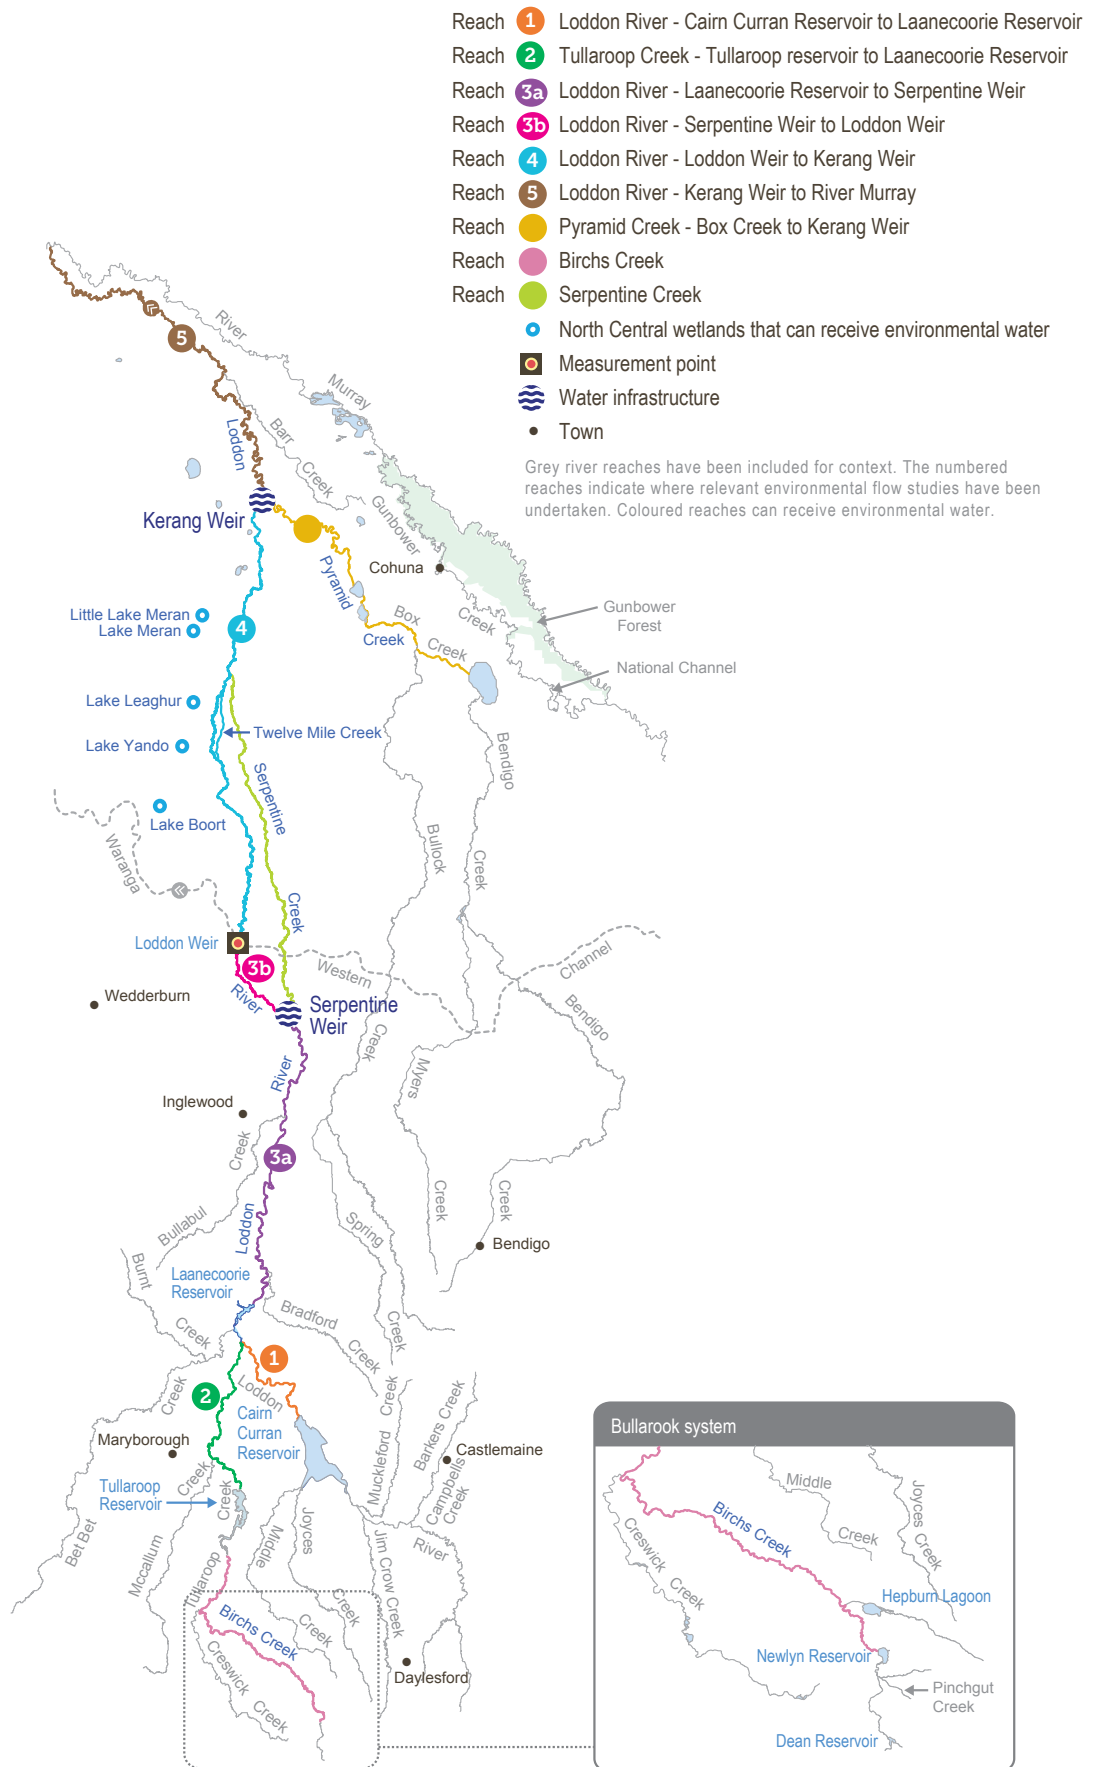 Reach 1 Loddon River - Cairn Curran Reservoir to Laanecoorie Reservoir
Reach 2 Tullaroop Creek - Tullaroop reservoir to Laanecoorie Reservoir
Reach 3a Loddon River - Laanecoorie Reservoir to Serpentine Weir
Reach 3b Loddon River - Serpentine Weir to Loddon Weir
Reach 4 Loddon River - Loddon Weir to Kerang Weir
Reach 5 Loddon River - Kerang Weir to River Murray
Reach Pyramid Creek - Box Creek to Kerang Weir
Reach Birchs Creek
Reach Serpentine Creek
North Central wetlands that can receive environmental water
Measurement point
Water infrastructure
Town
Grey river reaches have been included for context. The numbered
reaches indicate where relevant environmental flow studies have been
undertaken. Coloured reaches can receive environmental water.
River
Murray
5
Loddon
Barr
Creek
Kerang Weir
Gunbower
Creek
Cohuna
Pyramid
Creek
Box
Creek
Gunbower
Forest
National Channel
Little Lake Meran
Lake Meran
4
Lake Leaghur
Twelve Mile Creek
Lake Yando
Serpentine
Creek
Lake Boort
Bendigo
Creek
Bullock
Creek
Waranga
Western
Channel
Loddon Weir
3b
River
Wedderburn
Serpentine
Weir
Bendigo
Creek
Myers
Creek
River
Inglewood
3a
Creek
Bullabul
Loddon
Spring
Creek
Bendigo
Burnt
Creek
Laanecoorie
Reservoir
Bradford
Creek
1
2
Loddon
Creek
Bet Bet
Cairn
Curran
Reservoir
Maryborough
Creek
Mccallum
Tullaroop
Reservoir
Creek
Tullaroop
Middle
Creek
Joyces
Creek
Muckleford
Creek
Barkers Creek
Castlemaine
Campbells
Creek
River
Jim Crow Creek
Birchs Creek
Creswick
Creek
Daylesford
Bullarook system
Middle
Creek
Joyces
Creek
Birchs Creek
Creswick
Creek
Hepburn Lagoon
Newlyn Reservoir
Pinchgut
Creek
Dean Reservoir